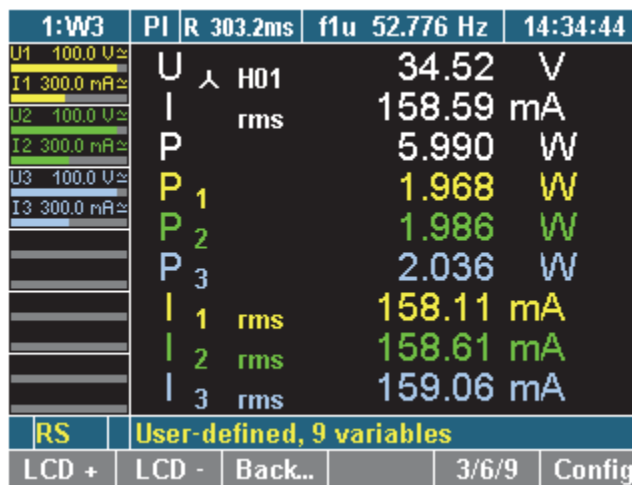 1:W3 PI R 303.2ms f1u 52.776 Hz 14:34:44
U1 100.0 V≃
I1 300.0 mA≃
U2 100.0 V≃
I2 300.0 mA≃
U3 100.0 V≃
I3 300.0 mA≃
U ⅄ H01 34.52 V
I rms 158.59 mA
P 5.990 W
P 1 1.968 W
P 2 1.986 W
P 3 2.036 W
I 1 rms 158.11 mA
I 2 rms 158.61 mA
I 3 rms 159.06 mA
RS User-defined, 9 variables
LCD + LCD - Back... 3/6/9 Config